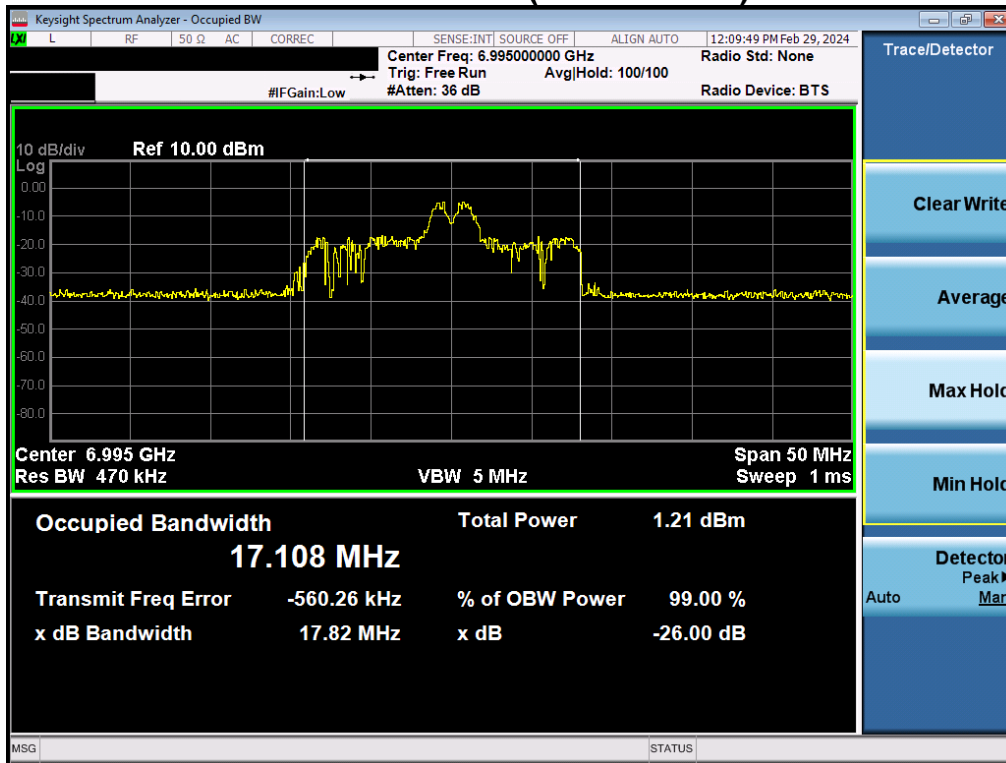 Keysight Spectrum Analyzer - Occupied BW
LXI L RF 50 Ω AC CORREC SENSE:INT SOURCE OFF ALIGN AUTO 12:09:49 PM Feb 29, 2024
Center Freq: 6.995000000 GHz Radio Std: None
Trig: Free Run Avg|Hold: 100/100
#IFGain:Low #Atten: 36 dB Radio Device: BTS
10 dB/div Ref 10.00 dBm
Log
0.00
-10.0
-20.0
-30.0
-40.0
-50.0
-60.0
-70.0
-80.0
Center 6.995 GHz Span 50 MHz
Res BW 470 kHz VBW 5 MHz Sweep 1 ms
Occupied Bandwidth Total Power 1.21 dBm
17.108 MHz
Transmit Freq Error -560.26 kHz % of OBW Power 99.00 %
x dB Bandwidth 17.82 MHz x dB -26.00 dB
MSG STATUS
Trace/Detector
Clear Write
Average
Max Hold
Min Hold
Detector
Peak
Auto Man